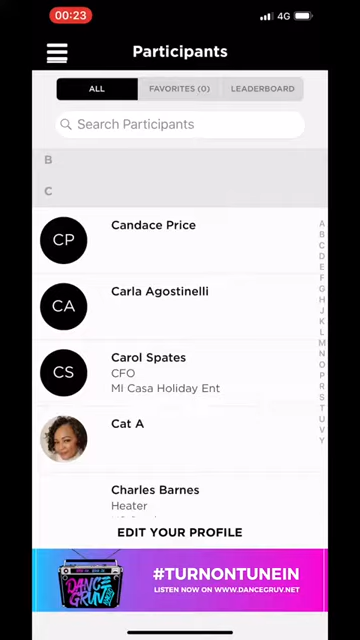 00:23
4G
Participants
ALL
FAVORITES (0)
LEADERBOARD
Search Participants
B
C
CP
Candace Price
CA
Carla Agostinelli
CS
Carol Spates
CFO
MI Casa Holiday Ent
Cat A
Charles Barnes
Heater
A
B
C
D
E
F
G
H
J
K
L
M
N
O
P
R
S
T
U
V
Y
EDIT YOUR PROFILE
DANCE
GRUV
#TURNONTUNEIN
LISTEN NOW ON WWW.DANCEGRUV.NET